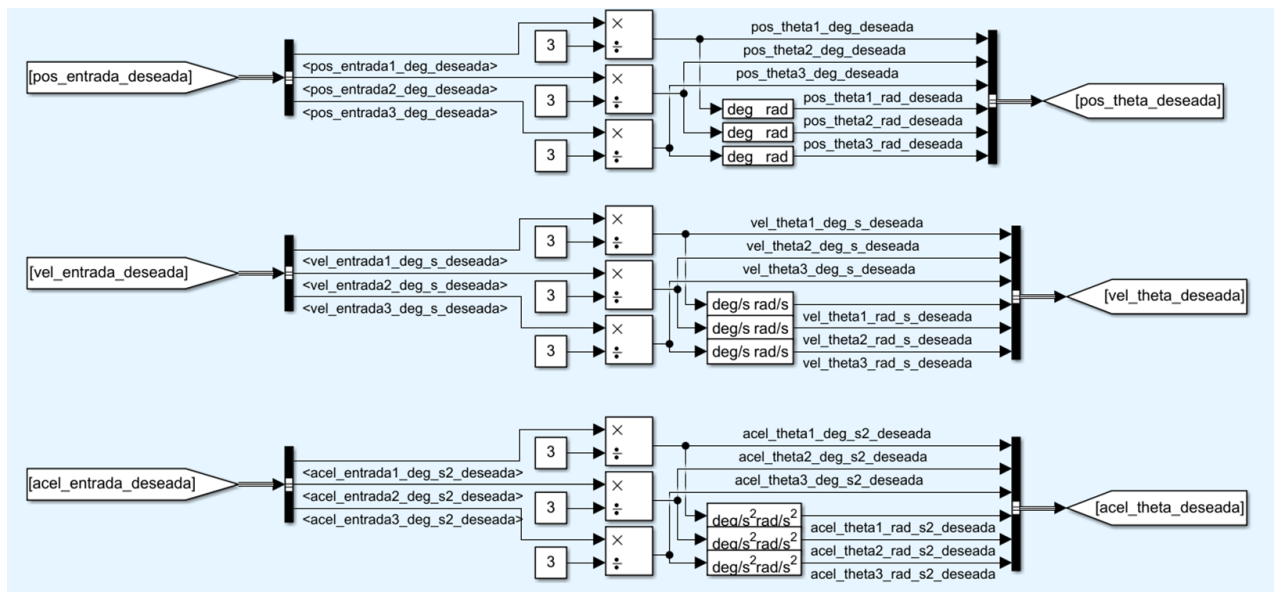 [pos_entrada_deseada]
<pos_entrada1_deg_deseada>
<pos_entrada2_deg_deseada>
<pos_entrada3_deg_deseada>
3
×
÷
3
×
÷
3
×
÷
pos_theta1_deg_deseada
pos_theta2_deg_deseada
pos_theta3_deg_deseada
deg rad
pos_theta1_rad_deseada
deg rad
pos_theta2_rad_deseada
deg rad
pos_theta3_rad_deseada
[pos_theta_deseada]
[vel_entrada_deseada]
<vel_entrada1_deg_s_deseada>
<vel_entrada2_deg_s_deseada>
<vel_entrada3_deg_s_deseada>
3
×
÷
3
×
÷
3
×
÷
vel_theta1_deg_s_deseada
vel_theta2_deg_s_deseada
vel_theta3_deg_s_deseada
deg/s rad/s
vel_theta1_rad_s_deseada
deg/s rad/s
vel_theta2_rad_s_deseada
deg/s rad/s
vel_theta3_rad_s_deseada
[vel_theta_deseada]
[acel_entrada_deseada]
<acel_entrada1_deg_s2_deseada>
<acel_entrada2_deg_s2_deseada>
<acel_entrada3_deg_s2_deseada>
3
×
÷
3
×
÷
3
×
÷
acel_theta1_deg_s2_deseada
acel_theta2_deg_s2_deseada
acel_theta3_deg_s2_deseada
deg/s² rad/s²
acel_theta1_rad_s2_deseada
deg/s² rad/s²
acel_theta2_rad_s2_deseada
deg/s² rad/s²
acel_theta3_rad_s2_deseada
[acel_theta_deseada]